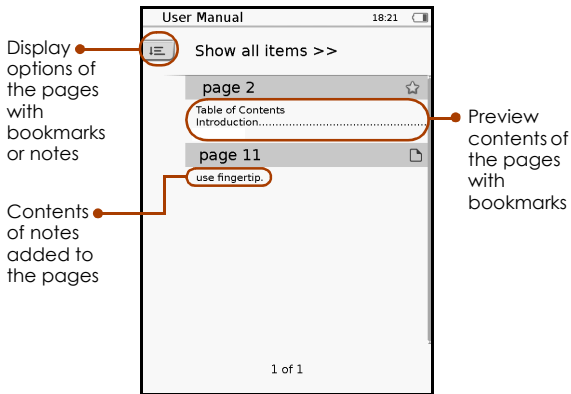 User Manual 18:21
Show all items >>
page 2
Table of Contents
Introduction................................................
page 11
use fingertip.
1 of 1
Display
options of
the pages
with
bookmarks
or notes
Contents
of notes
added to
the pages
Preview
contents of
the pages
with
bookmarks